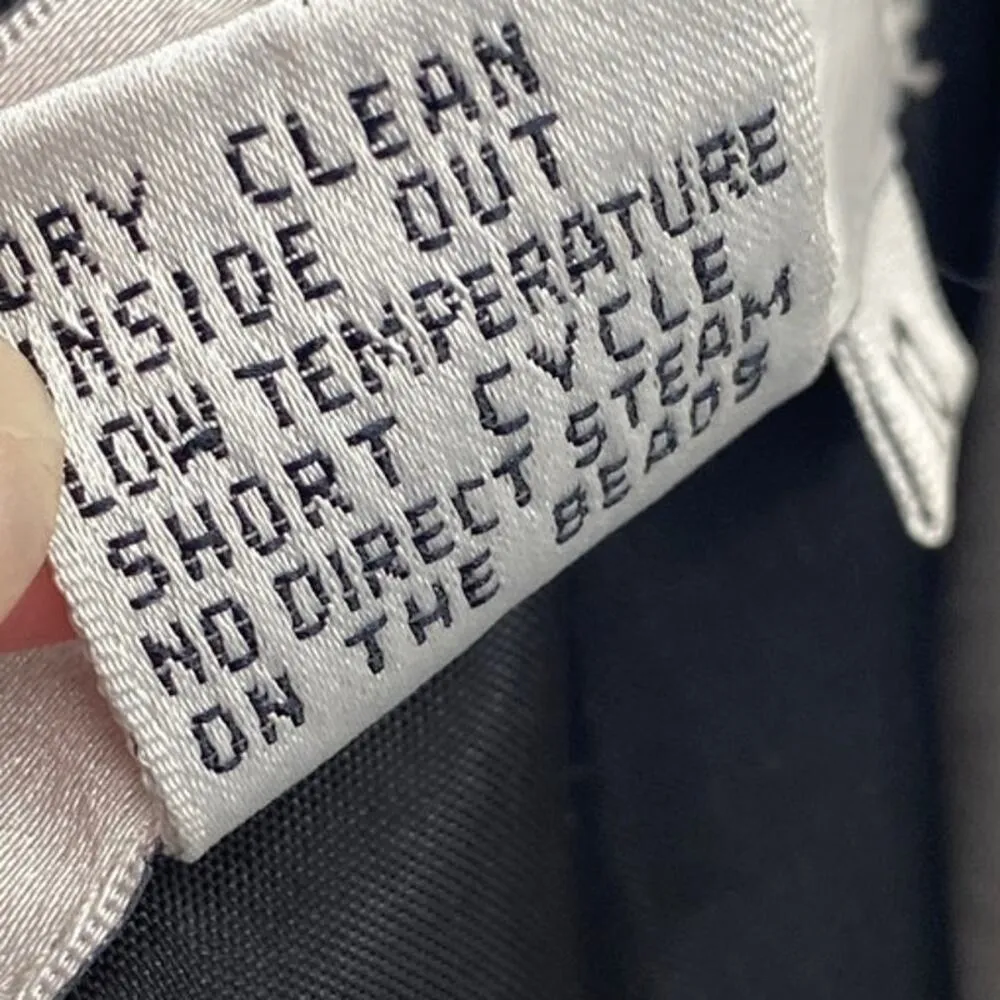 DRY CLEAN
INSIDE OUT
LOW TEMPERATURE
SHORT CYCLE
NO DIRECT STEAM
ON THE BEADS